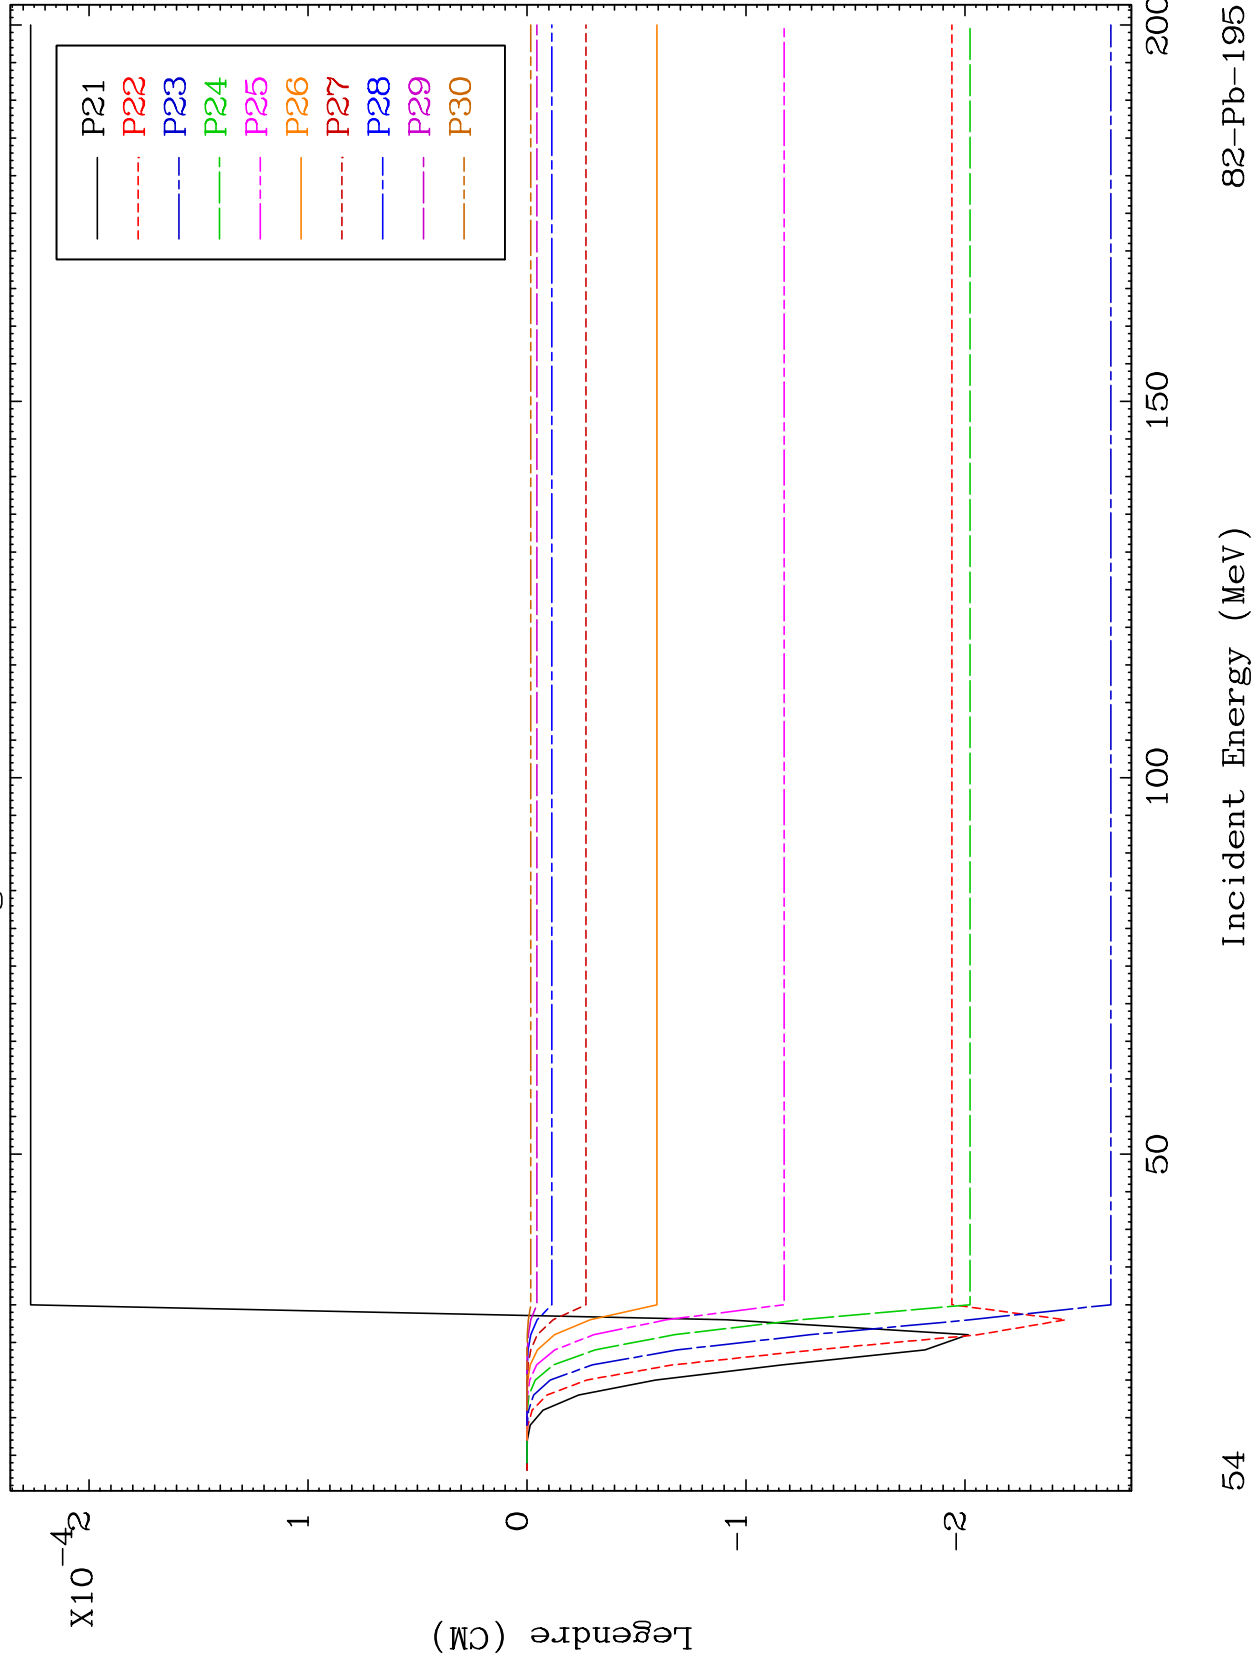 X10-4
2
1
0
-1
-2
Legendre (CM)
P21
P22
P23
P24
P25
P26
P27
P28
P29
P30
50
100
150
200
Incident Energy (MeV)
54
82-Pb-195